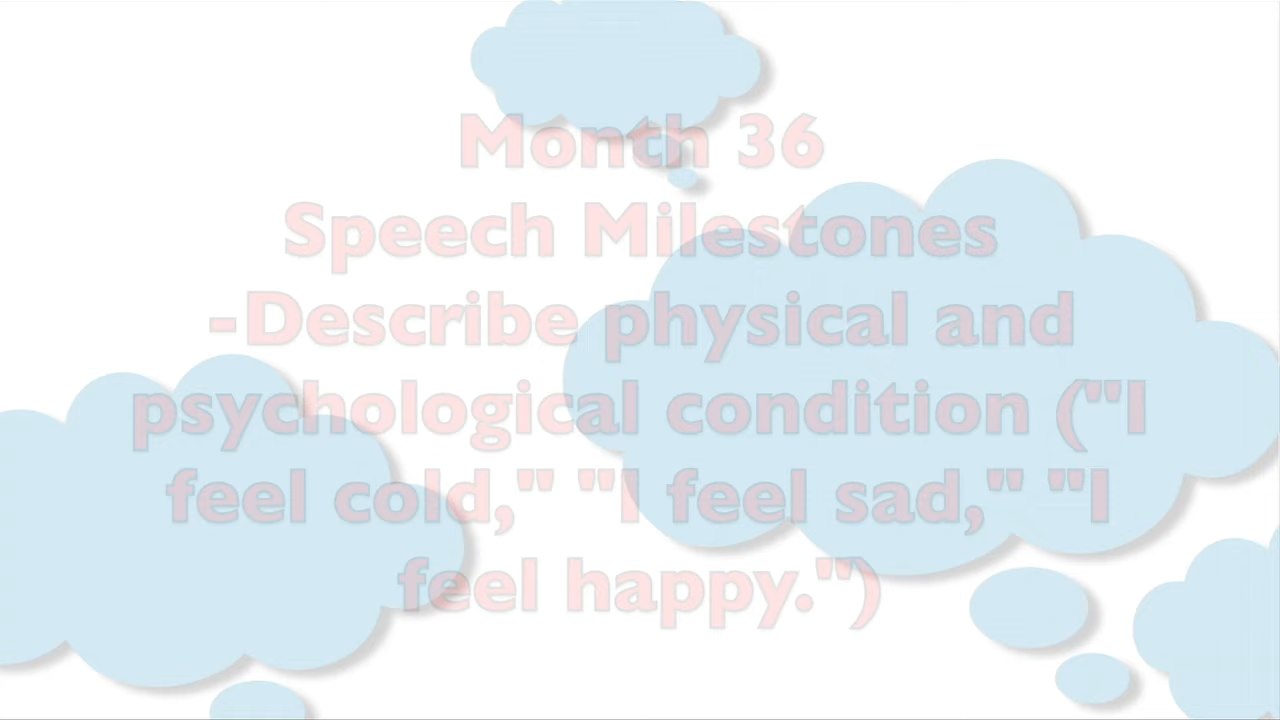 Month 36
Speech Milestones
-Describe physical and
psychological condition ("I
feel cold," "I feel sad," "I
feel happy.")